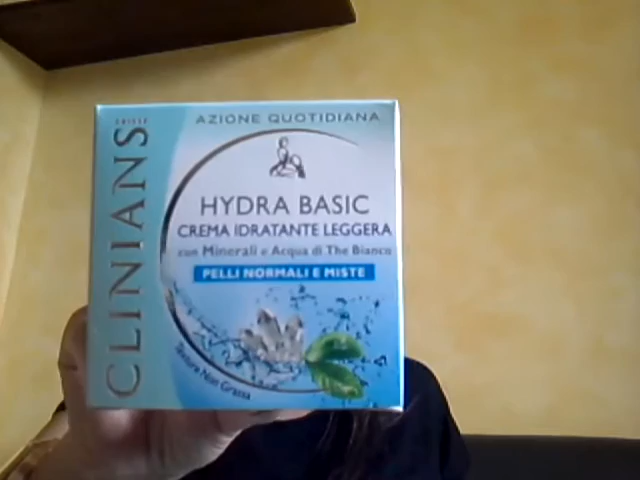 CLINIANS
AZIONE QUOTIDIANA
HYDRA BASIC
CREMA IDRATANTE LEGGERA
con Minerali e Acqua di The Bianco
PELLI NORMALI E MISTE
Texture Non Grassa